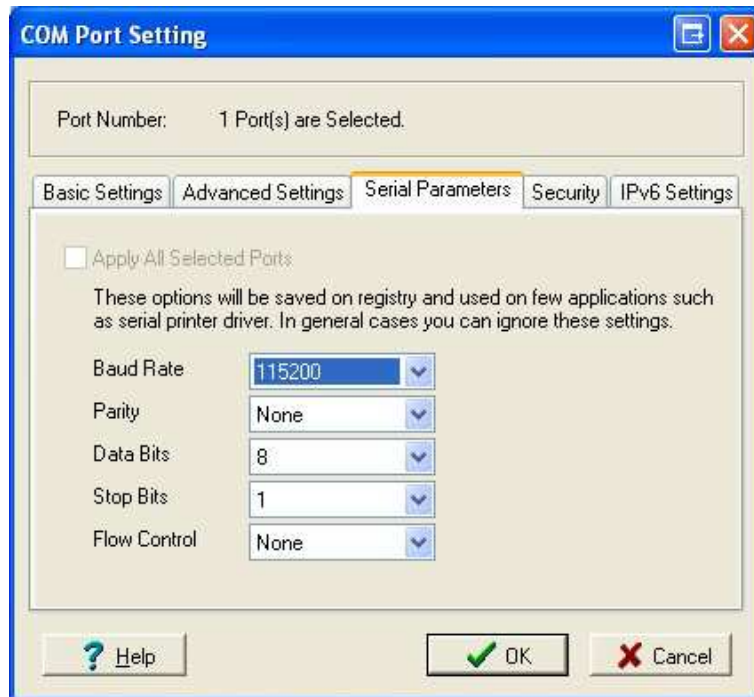 COM Port Setting
Port Number: 1 Port(s) are Selected.
Basic Settings Advanced Settings Serial Parameters Security IPv6 Settings
Apply All Selected Ports
These options will be saved on registry and used on few applications such
as serial printer driver. In general cases you can ignore these settings.
Baud Rate 115200
Parity None
Data Bits 8
Stop Bits 1
Flow Control None
? Help OK Cancel